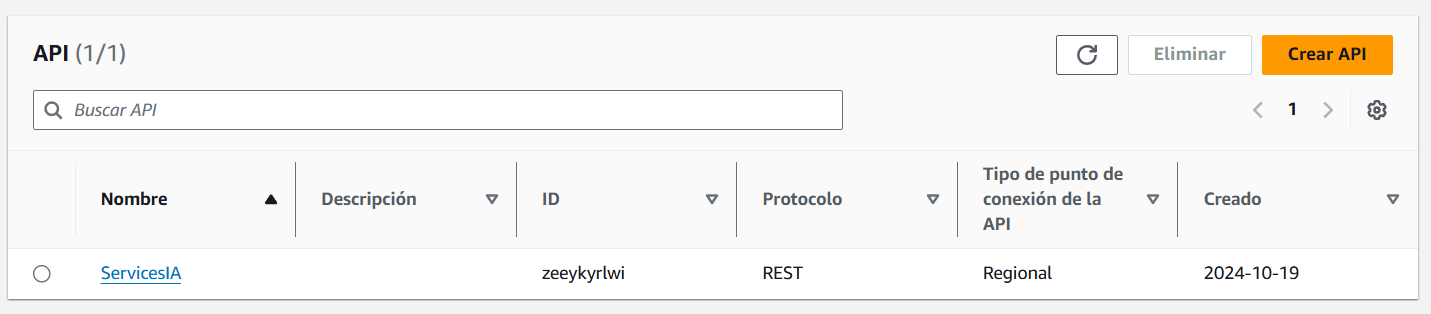 API (1/1)
Eliminar
Crear API
Buscar API
1
Nombre
Descripción
ID
Protocolo
Tipo de punto de
conexión de la
API
Creado
ServicesIA
zeeykyrlwi
REST
Regional
2024-10-19